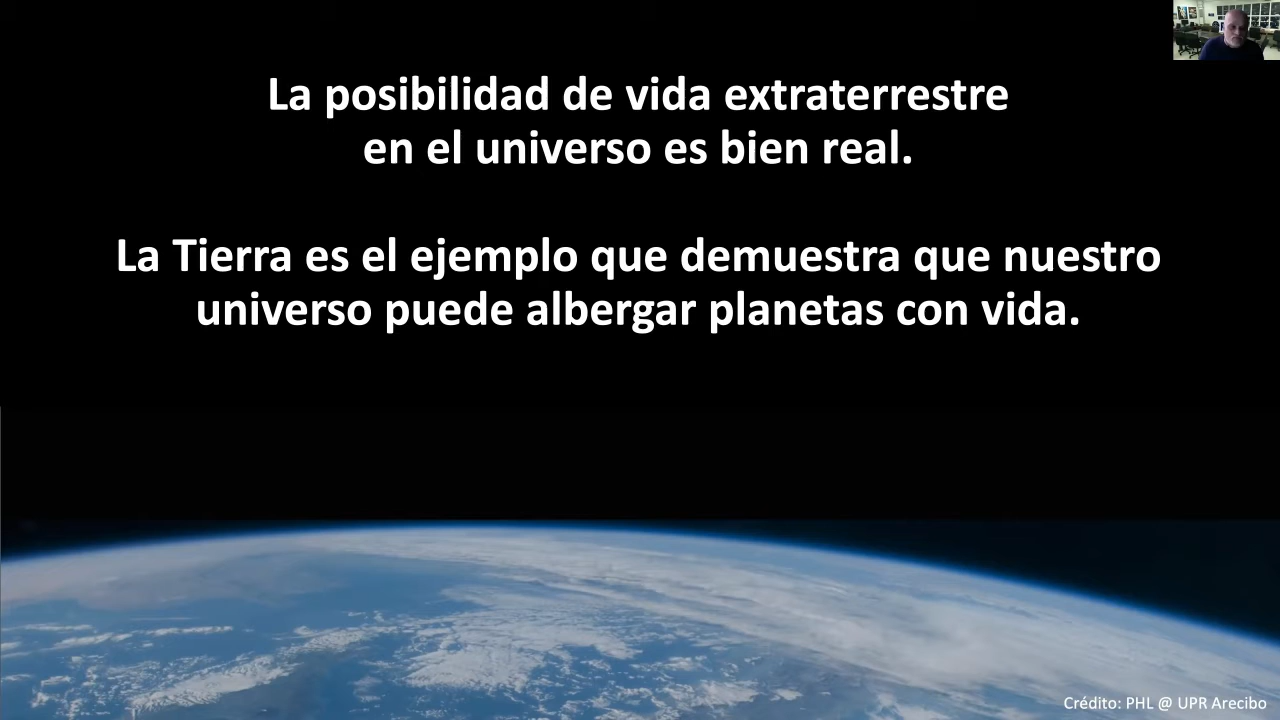 La posibilidad de vida extraterrestre
en el universo es bien real.
La Tierra es el ejemplo que demuestra que nuestro
universo puede albergar planetas con vida.
Crédito: PHL @ UPR Arecibo